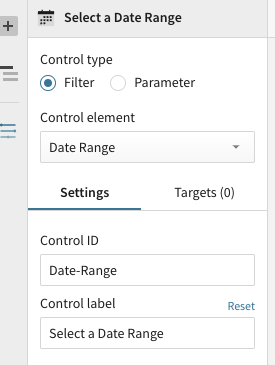 Select a Date Range
Control type
Filter Parameter
Control element
Date Range
Settings Targets (0)
Control ID
Date-Range
Control label Reset
Select a Date Range